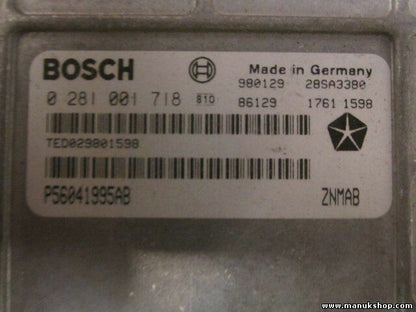 BOSCH
Made in Germany
980129 28SA3380
0 281 001 718 810
86129 1761 1598
TED029801598
P56041995AB ZNMAB
www.manukshop.com